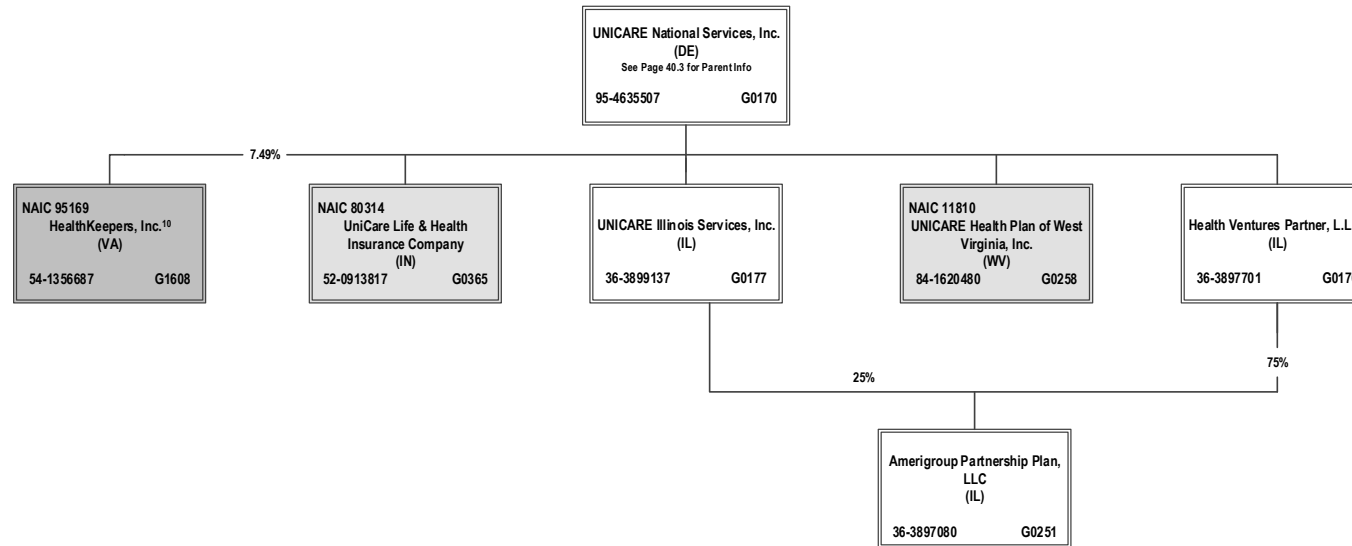 UNICARE National Services, Inc.
(DE)
See Page 40.3 for Parent Info
95-4635507 G0170
7.49%
NAIC 95169
HealthKeepers, Inc.¹⁰
(VA)
54-1356687 G1608
NAIC 80314
UniCare Life & Health
Insurance Company
(IN)
52-0913817 G0365
UNICARE Illinois Services, Inc.
(IL)
36-3899137 G0177
NAIC 11810
UNICARE Health Plan of West
Virginia, Inc.
(WV)
84-1620480 G0258
Health Ventures Partner, L.L
(IL)
36-3897701
25%
75%
Amerigroup Partnership Plan,
LLC
(IL)
36-3897080 G0251